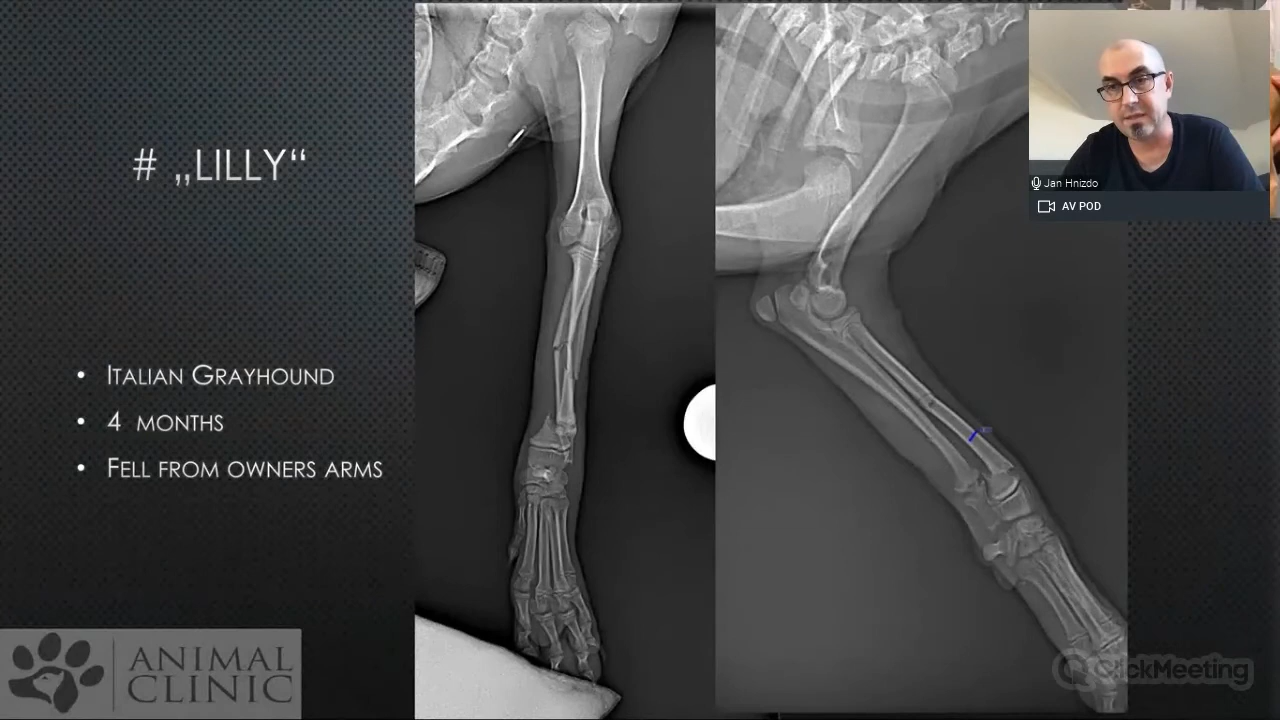 # „LILLY“
• ITALIAN GRAYHOUND
• 4 MONTHS
• FELL FROM OWNERS ARMS
ANIMAL
CLINIC
Jan Hnizdo
AV POD
ClickMeeting